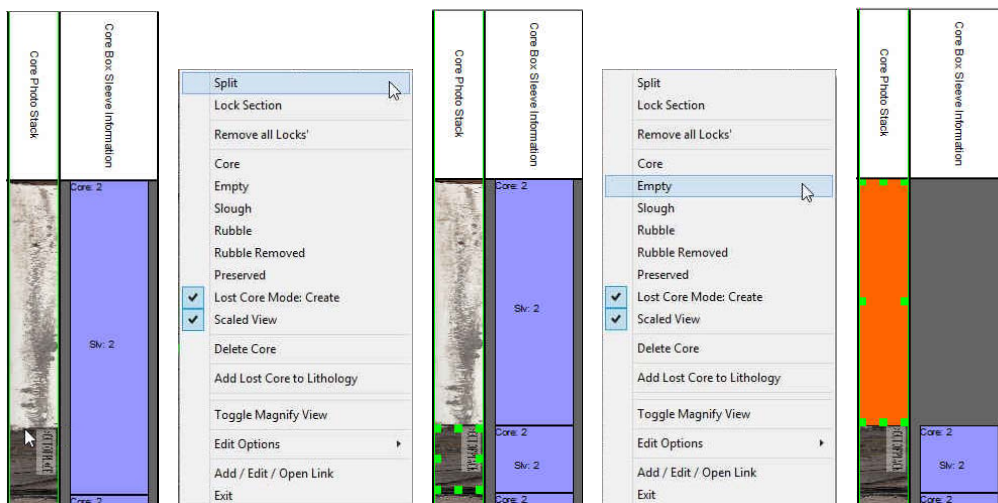 Core Photo Stack
Core Box Sleeve Information
Core: 2
Slv: 2
Core: 2
Split
Lock Section
Remove all Locks'
Core
Empty
Slough
Rubble
Rubble Removed
Preserved
Lost Core Mode: Create
Scaled View
Delete Core
Add Lost Core to Lithology
Toggle Magnify View
Edit Options
Add / Edit / Open Link
Exit
Core Photo Stack
Core Box Sleeve Information
Core: 2
Slv: 2
Core: 2
Slv: 2
Core: 2
Split
Lock Section
Remove all Locks'
Core
Empty
Slough
Rubble
Rubble Removed
Preserved
Lost Core Mode: Create
Scaled View
Delete Core
Add Lost Core to Lithology
Toggle Magnify View
Edit Options
Add / Edit / Open Link
Exit
Core Photo Stack
Core Box Sleeve Information
Core: 2
Slv: 2
Core: 2